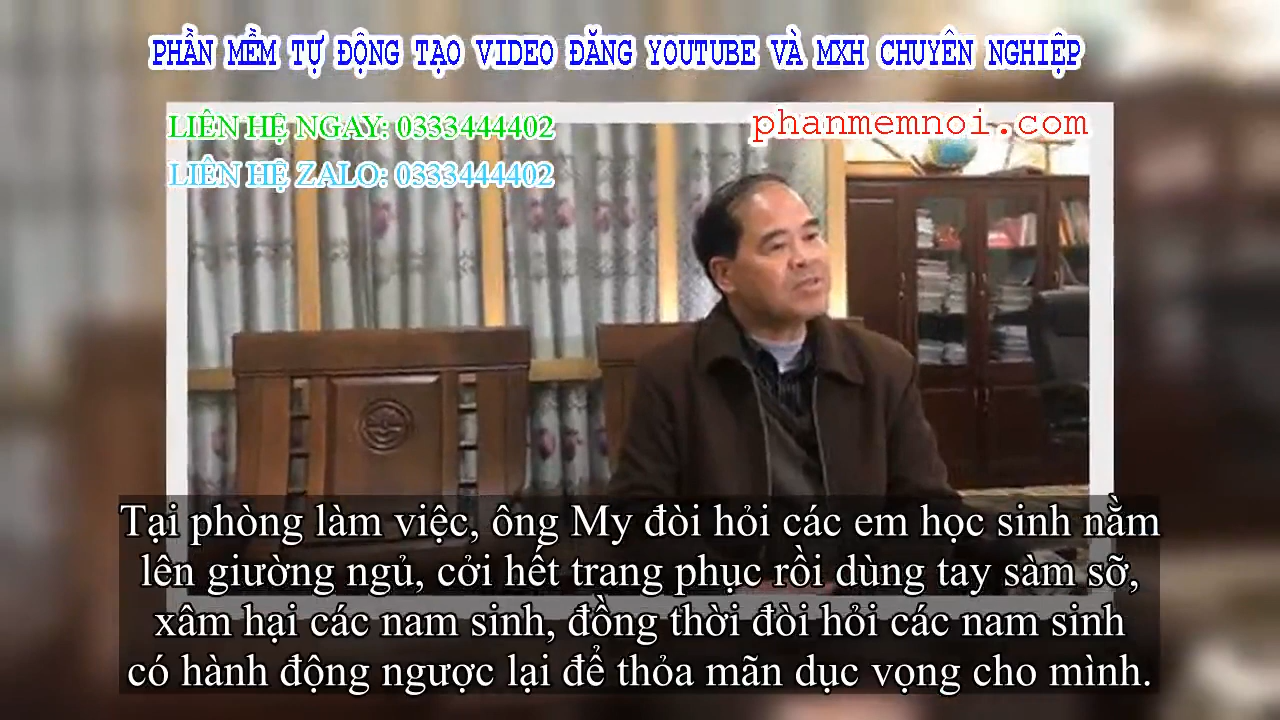 PHẦN MỀM TỰ ĐỘNG TẠO VIDEO ĐĂNG YOUTUBE VÀ MXH CHUYÊN NGHIỆP
LIÊN HỆ NGAY: 0333444402
phanmemnoi.com
LIÊN HỆ ZALO: 0333444402
Tại phòng làm việc, ông My đòi hỏi các em học sinh nằm
lên giường ngủ, cởi hết trang phục rồi dùng tay sàm sỡ,
xâm hại các nam sinh, đồng thời đòi hỏi các nam sinh
có hành động ngược lại để thỏa mãn dục vọng cho mình.